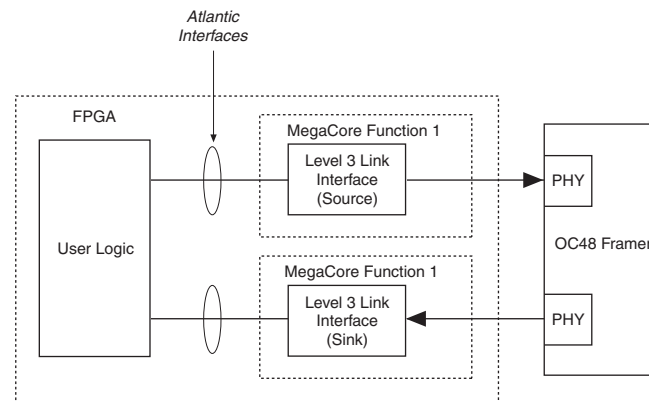 Atlantic
Interfaces
FPGA
MegaCore Function 1
Level 3 Link
Interface
(Source)
PHY
User Logic
OC48 Framer
MegaCore Function 1
Level 3 Link
Interface
(Sink)
PHY